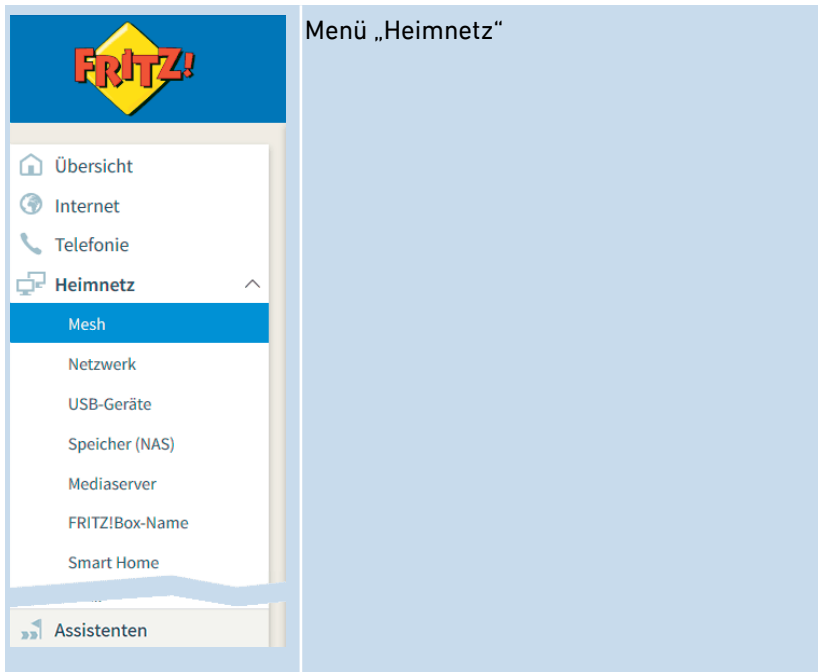 FRITZ!
Menü „Heimnetz“
Übersicht
Internet
Telefonie
Heimnetz
Mesh
Netzwerk
USB-Geräte
Speicher (NAS)
Mediaserver
FRITZ!Box-Name
Smart Home
Assistenten